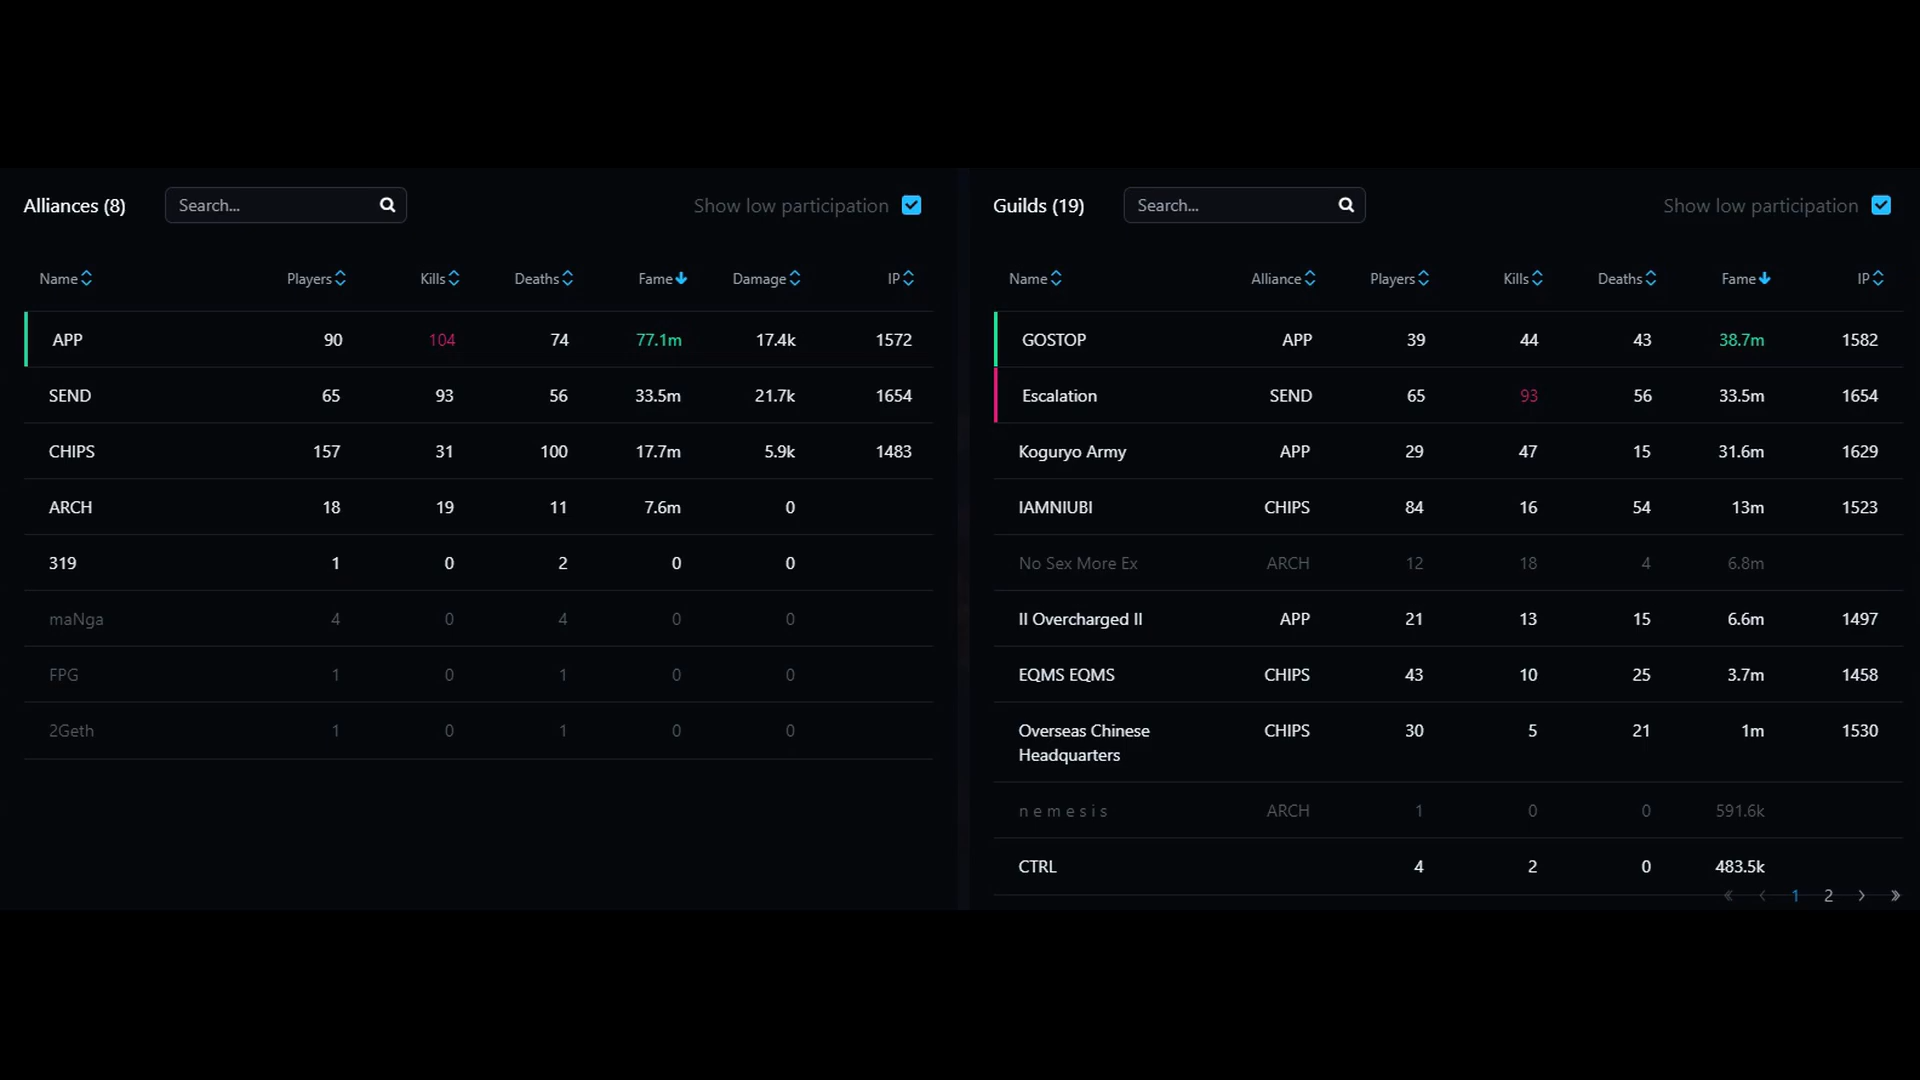 Alliances (8) Search... Show low participation
Name Players Kills Deaths Fame Damage IP
APP 90 104 74 77.1m 17.4k 1572
SEND 65 93 56 33.5m 21.7k 1654
CHIPS 157 31 100 17.7m 5.9k 1483
ARCH 18 19 11 7.6m 0
319 1 0 2 0 0
maNga 4 0 4 0 0
FPG 1 0 1 0 0
2Geth 1 0 1 0 0
Guilds (19) Search... Show low participation
Name Alliance Players Kills Deaths Fame IP
GOSTOP APP 39 44 43 38.7m 1582
Escalation SEND 65 93 56 33.5m 1654
Koguryo Army APP 29 47 15 31.6m 1629
IAMNIUBI CHIPS 84 16 54 13m 1523
No Sex More Ex ARCH 12 18 4 6.8m
II Overcharged II APP 21 13 15 6.6m 1497
EQMS EQMS CHIPS 43 10 25 3.7m 1458
Overseas Chinese CHIPS 30 5 21 1m 1530
Headquarters
n e m e s i s ARCH 1 0 0 591.6k
CTRL 4 2 0 483.5k
« ‹ 1 2 › »